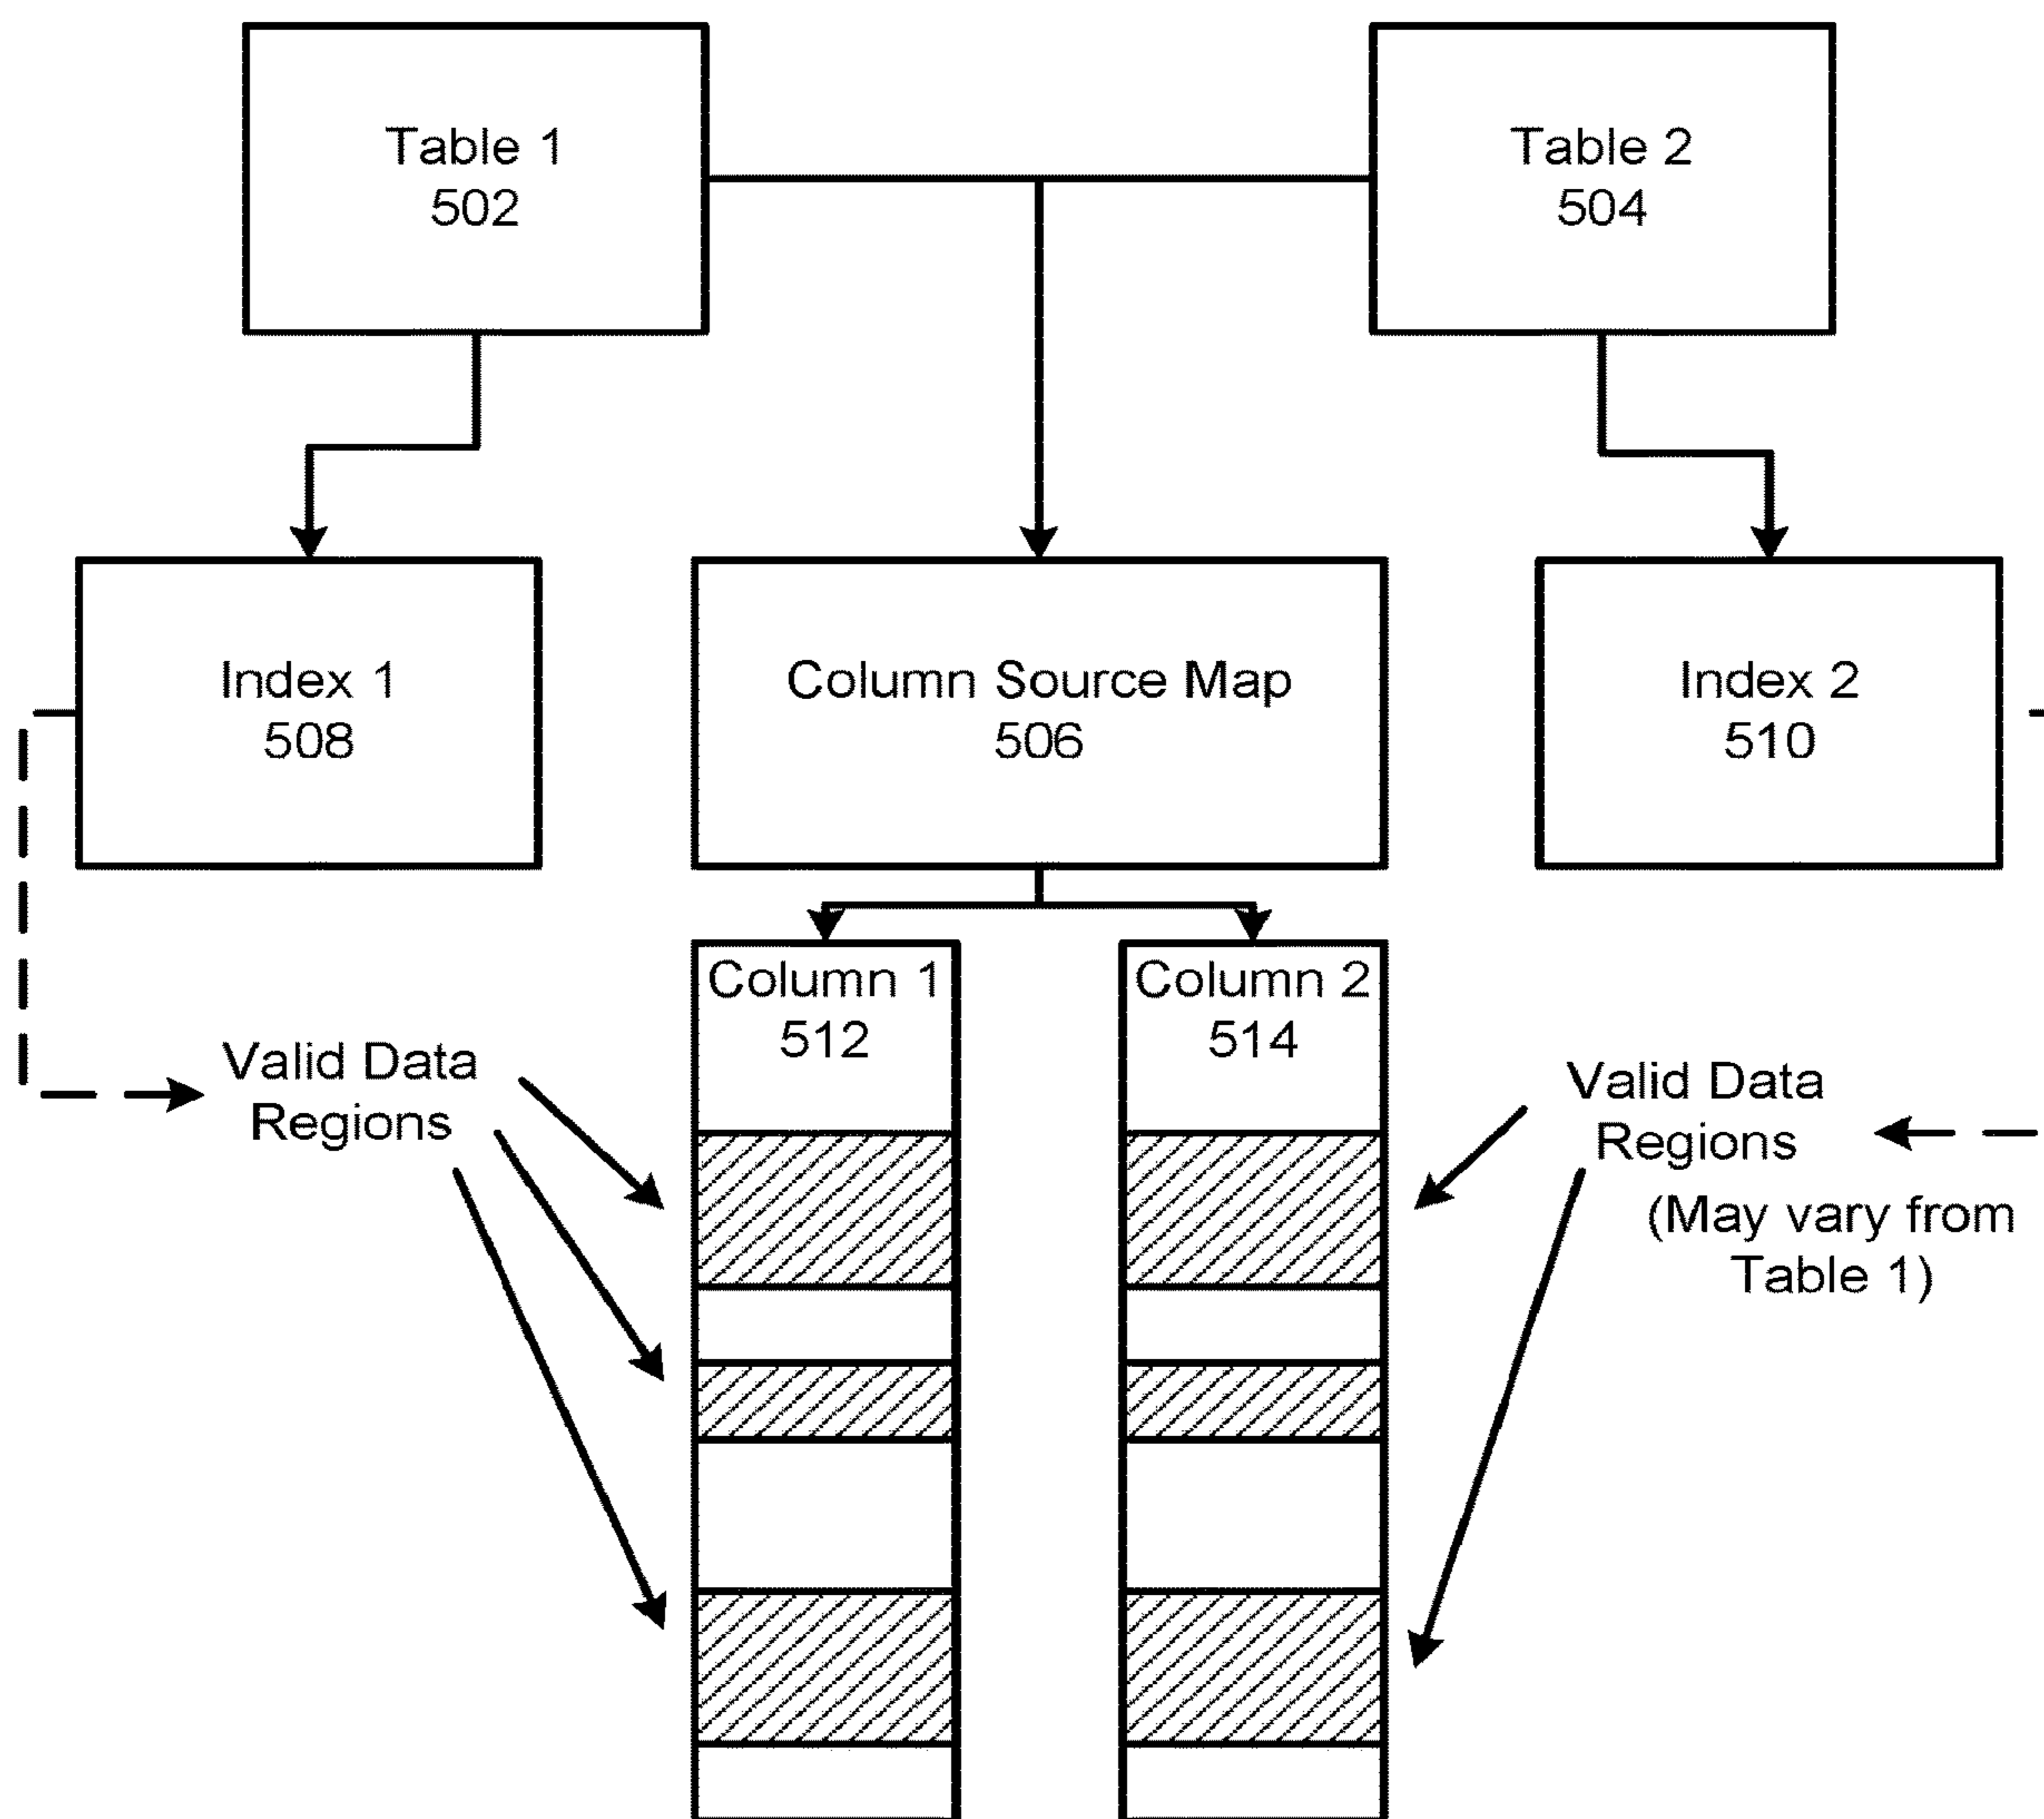 Table 1
502
Table 2
504
Index 1
508
Column Source Map
506
Index 2
510
Column 1
512
Column 2
514
Valid Data
Regions
Valid Data
Regions
(May vary from
Table 1)